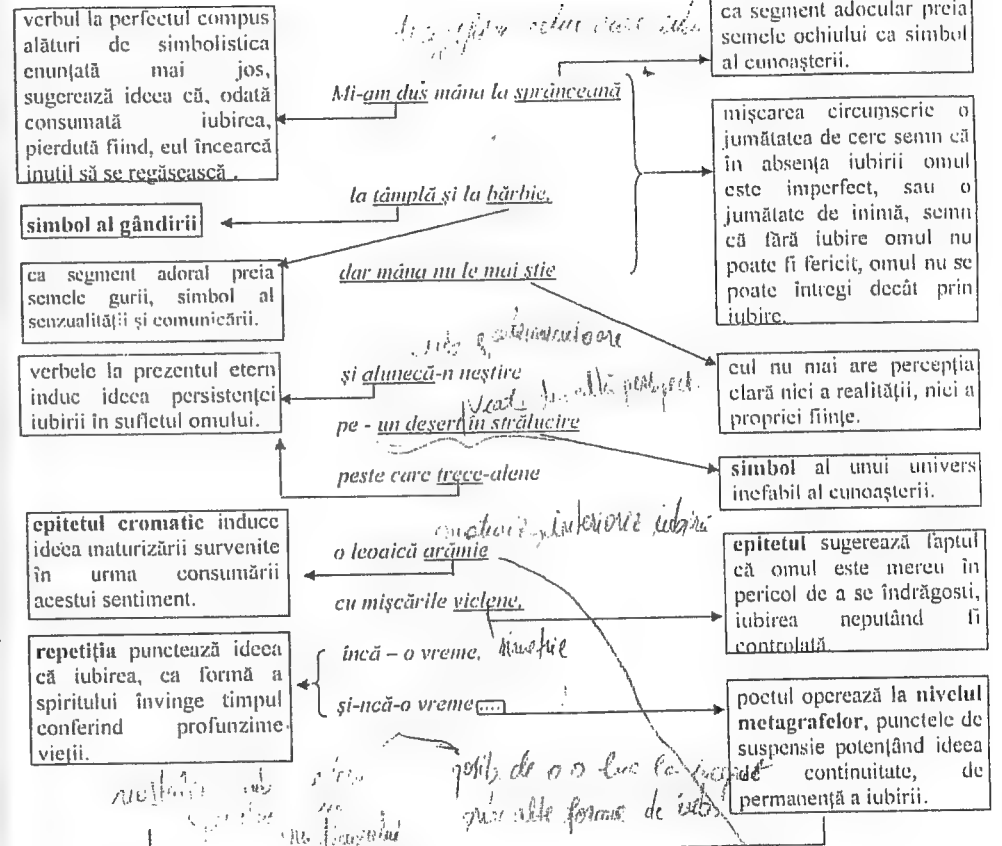 verbul la perfectul compus
alături de simbolistica
enunțată mai jos,
sugerează ideea că, odată
consumată iubirea,
pierdută fiind, eul încearcă
inutil să se regăsească .
ca segment adocular preia
semele ochiului ca simbol
al cunoașterii.
Mi-am dus mâna la sprânceană
mișcarea circumscrie o
jumătatea de cerc semn că
în absența iubirii omul
este imperfect, sau o
jumătate de inimă, semn
că fără iubire omul nu
poate fi fericit, omul nu se
poate întregi decât prin
iubire.
la tâmplă și la bărbie,
simbol al gândirii
ca segment adoral preia
semele gurii, simbol al
senzualității și comunicării.
dar mâna nu le mai știe
eul nu mai are percepția
clară nici a realității, nici a
propriei ființe.
verbele la prezentul etern
induc ideea persistenței
iubirii în sufletul omului.
și alunecă-n neștire
pe - un deșert în strălucire
simbol al unui univers
inefabil al cunoașterii.
peste care trece-alene
epitetul cromatic induce
ideea maturizării survenite
în urma consumării
acestui sentiment.
o leoaică arămie
epitetul sugerează faptul
că omul este mereu în
pericol de a se îndrăgosti,
iubirea neputând fi
controlată.
cu mișcările viclene,
repetiția punctează ideea
că iubirea, ca formă a
spiritului învinge timpul
conferind profunzime
vieții.
încă – o vreme,
și-ncă-o vreme....
poetul operează la nivelul
metagrafelor, punctele de
suspensie potențând ideea
de continuitate, de
permanență a iubirii.
de a o lua la
alte forme de iub